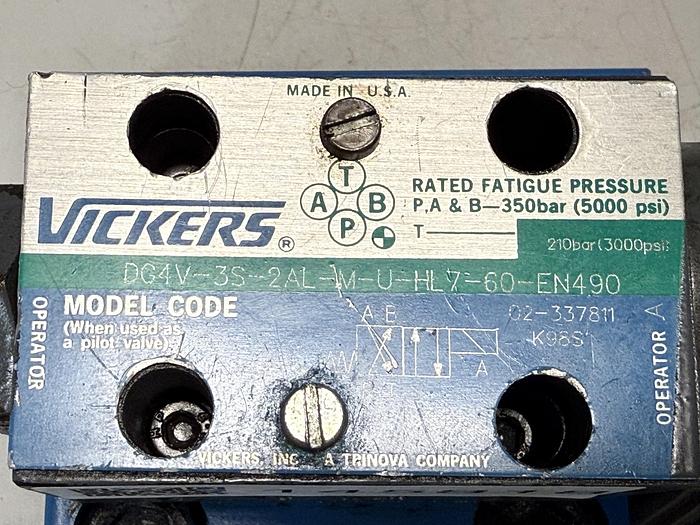 MADE IN U.S.A.
T
A B
P
VICKERS®
RATED FATIGUE PRESSURE
P,A & B—350bar (5000 psi)
T
210bar(3000psi)
DG4V-3S-2AL-M-U-HL7-60-EN490
MODEL CODE
(When used as
a pilot valve)
OPERATOR
A B
02-337811
K98S1
A
OPERATOR A
VICKERS, INC. A TRINOVA COMPANY